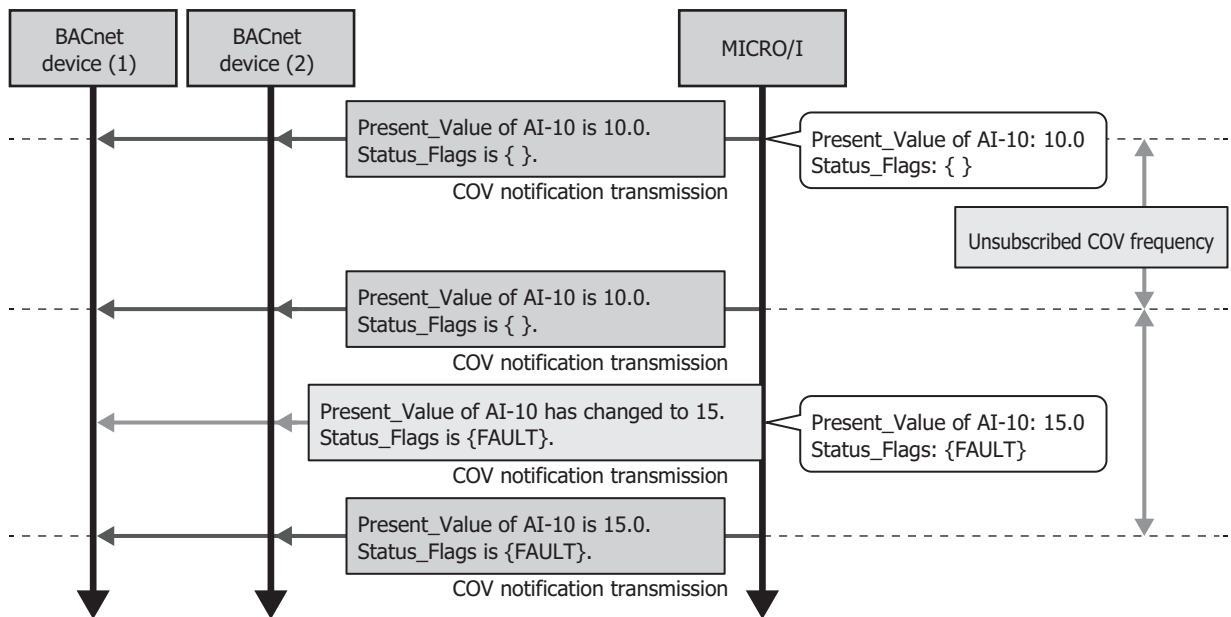 BACnet
device (1)
BACnet
device (2)
MICRO/I
Present_Value of AI-10 is 10.0.
Status_Flags is { }.
COV notification transmission
Present_Value of AI-10: 10.0
Status_Flags: { }
Unsubscribed COV frequency
Present_Value of AI-10 is 10.0.
Status_Flags is { }.
COV notification transmission
Present_Value of AI-10 has changed to 15.
Status_Flags is {FAULT}.
COV notification transmission
Present_Value of AI-10: 15.0
Status_Flags: {FAULT}
Present_Value of AI-10 is 15.0.
Status_Flags is {FAULT}.
COV notification transmission